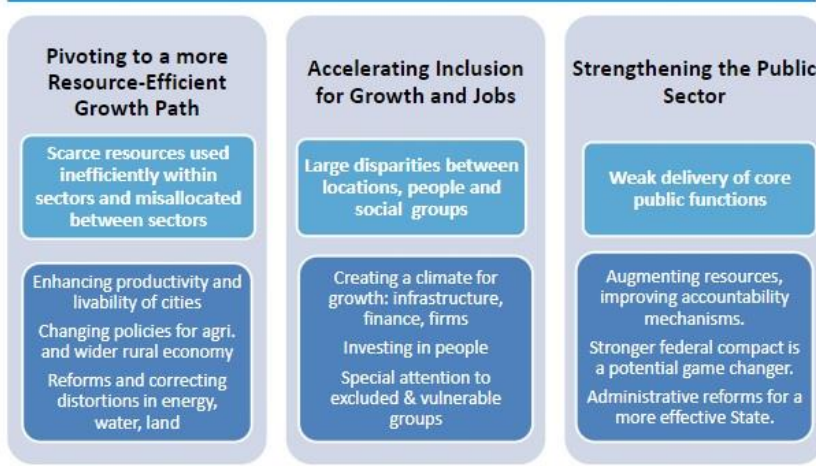 Pivoting to a more
Resource-Efficient
Growth Path
Scarce resources used
inefficiently within
sectors and misallocated
between sectors
Enhancing productivity and
livability of cities
Changing policies for agri.
and wider rural economy
Reforms and correcting
distortions in energy,
water, land
Accelerating Inclusion
for Growth and Jobs
Large disparities between
locations, people and
social groups
Creating a climate for
growth: infrastructure,
finance, firms
Investing in people
Special attention to
excluded & vulnerable
groups
Strengthening the Public
Sector
Weak delivery of core
public functions
Augmenting resources,
improving accountability
mechanisms.
Stronger federal compact is
a potential game changer.
Administrative reforms for a
more effective State.